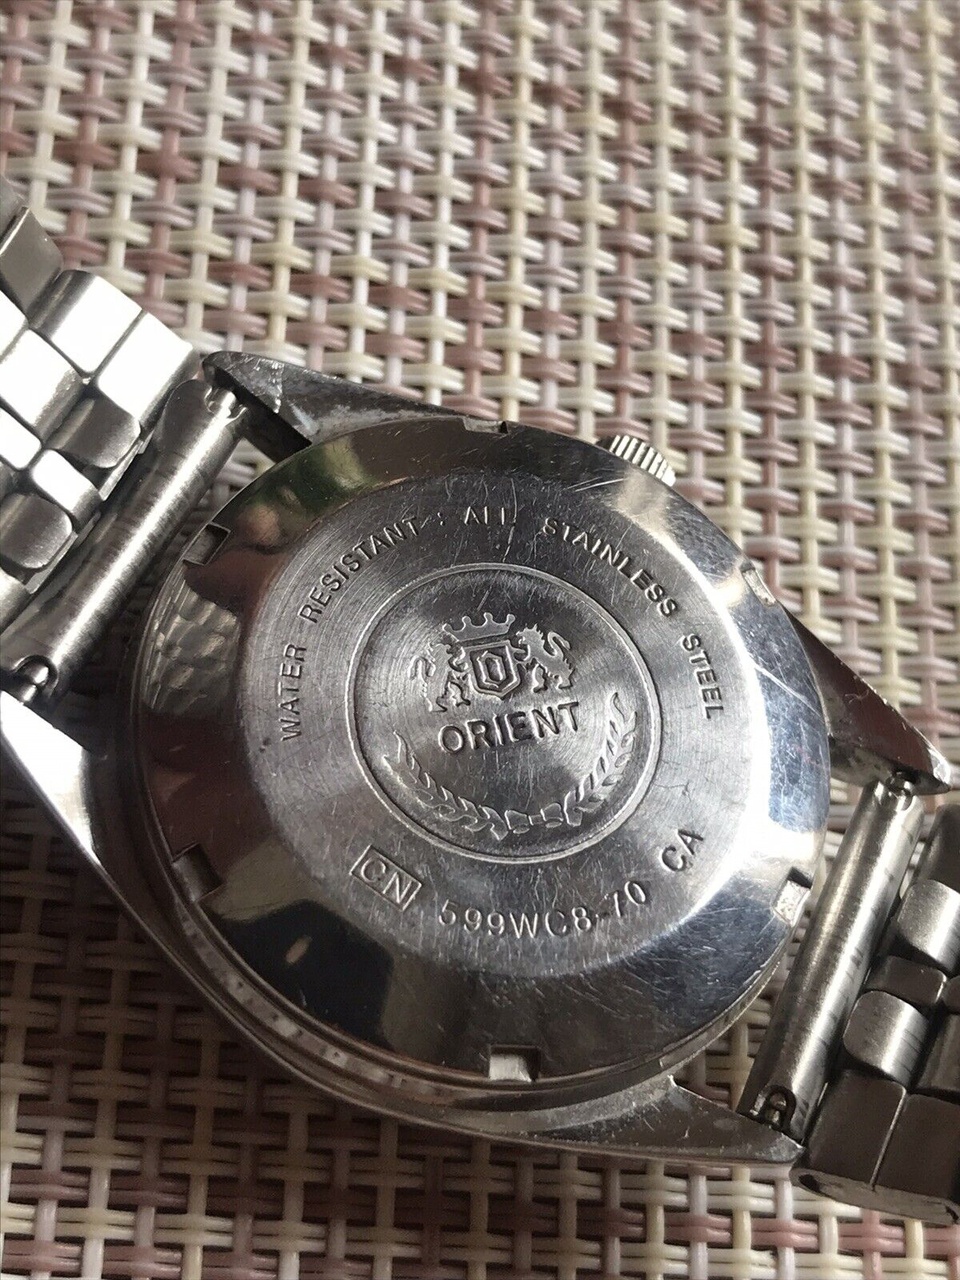 WATER RESISTANT : ALL STAINLESS STEEL
ORIENT
CN 599WC8-70 CA